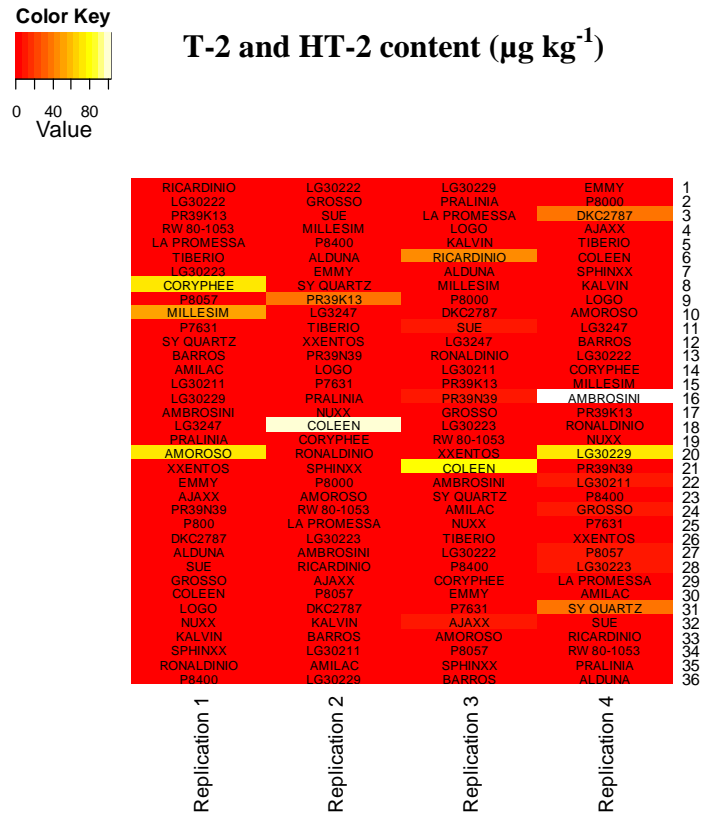 Color Key
0 40 80
Value
T-2 and HT-2 content (µg kg-1)
RICARDINIO LG30222 LG30229 EMMY 1
LG30222 GROSSO PRALINIA P8000 2
PR39K13 SUE LA PROMESSA DKC2787 3
RW 80-1053 MILLESIM LOGO AJAXX 4
LA PROMESSA P8400 KALVIN TIBERIO 5
TIBERIO ALDUNA RICARDINIO COLEEN 6
LG30223 EMMY ALDUNA SPHINXX 7
CORYPHEE SY QUARTZ MILLESIM KALVIN 8
P8057 PR39K13 P8000 LOGO 9
MILLESIM LG3247 DKC2787 AMOROSO 10
P7631 TIBERIO SUE LG3247 11
SY QUARTZ XXENTOS LG3247 BARROS 12
BARROS PR39N39 RONALDINIO LG30222 13
AMILAC LOGO LG30211 CORYPHEE 14
LG30211 P7631 PR39K13 MILLESIM 15
LG30229 PRALINIA PR39N39 AMBROSINI 16
AMBROSINI NUXX GROSSO PR39K13 17
LG3247 COLEEN LG30223 RONALDINIO 18
PRALINIA CORYPHEE RW 80-1053 NUXX 19
AMOROSO RONALDINIO XXENTOS LG30229 20
XXENTOS SPHINXX COLEEN PR39N39 21
EMMY P8000 AMBROSINI LG30211 22
AJAXX AMOROSO SY QUARTZ P8400 23
PR39N39 RW 80-1053 AMILAC GROSSO 24
P800 LA PROMESSA NUXX P7631 25
DKC2787 LG30223 TIBERIO XXENTOS 26
ALDUNA AMBROSINI LG30222 P8057 27
SUE RICARDINIO P8400 LG30223 28
GROSSO AJAXX CORYPHEE LA PROMESSA 29
COLEEN P8057 EMMY AMILAC 30
LOGO DKC2787 P7631 SY QUARTZ 31
NUXX KALVIN AJAXX SUE 32
KALVIN BARROS AMOROSO RICARDINIO 33
SPHINXX LG30211 P8057 RW 80-1053 34
RONALDINIO AMILAC SPHINXX PRALINIA 35
P8400 LG30229 BARROS ALDUNA 36
Replication 1
Replication 2
Replication 3
Replication 4